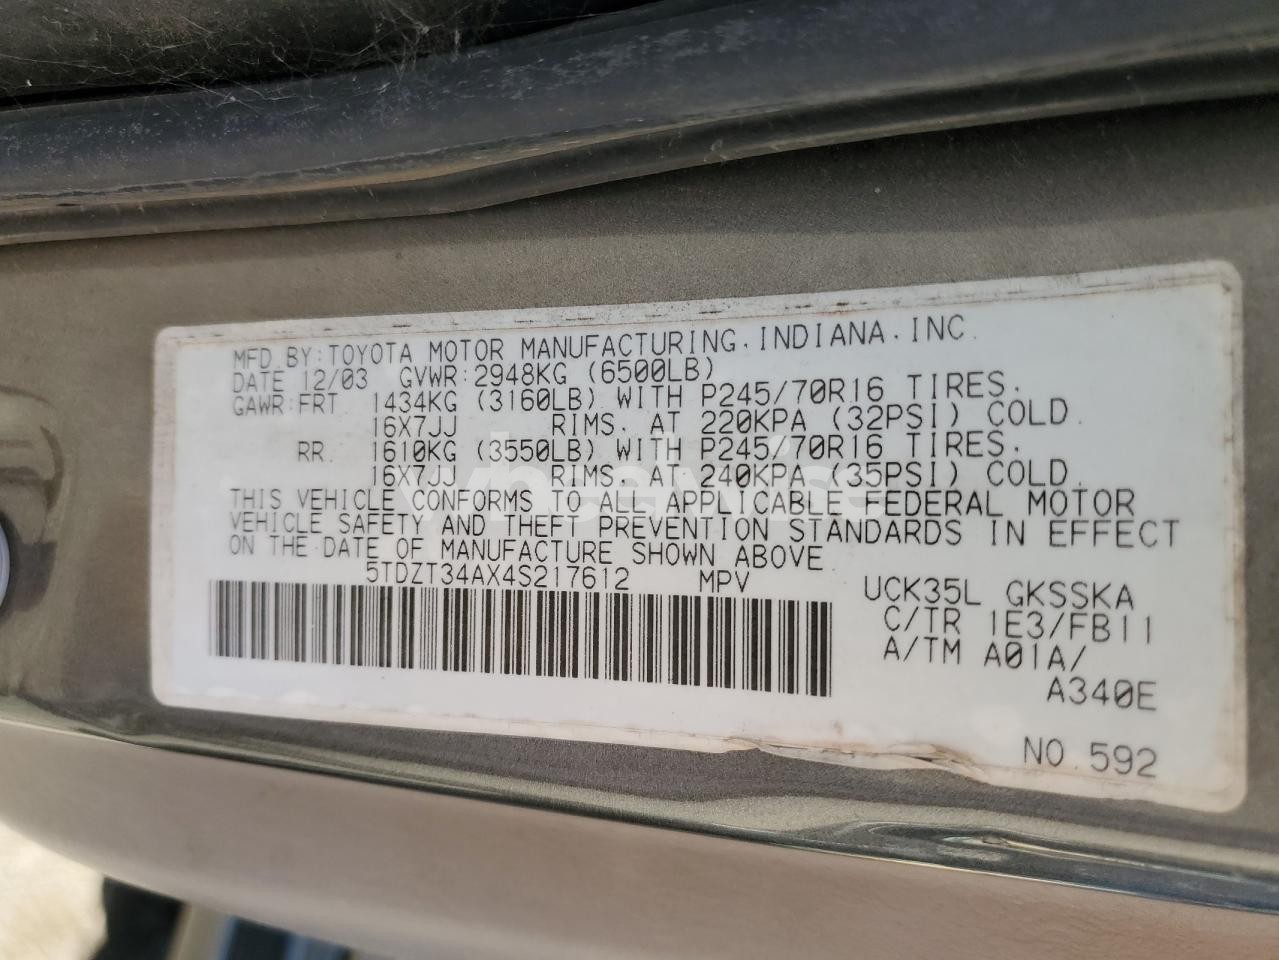 MFD BY:TOYOTA MOTOR MANUFACTURING.INDIANA.INC.
DATE 12/03 GVWR:2948KG (6500LB)
GAWR:FRT 1434KG (3160LB) WITH P245/70R16 TIRES.
16X7JJ RIMS. AT 220KPA (32PSI) COLD.
RR. 1610KG (3550LB) WITH P245/70R16 TIRES.
16X7JJ RIMS. AT 240KPA (35PSI) COLD.
THIS VEHICLE CONFORMS TO ALL APPLICABLE FEDERAL MOTOR
VEHICLE SAFETY AND THEFT PREVENTION STANDARDS IN EFFECT
ON THE DATE OF MANUFACTURE SHOWN ABOVE.
5TDZT34AX4S217612 MPV
UCK35L GKSSKA
C/TR 1E3/FB11
A/TM A01A/
A340E
NO.592
wheelwise